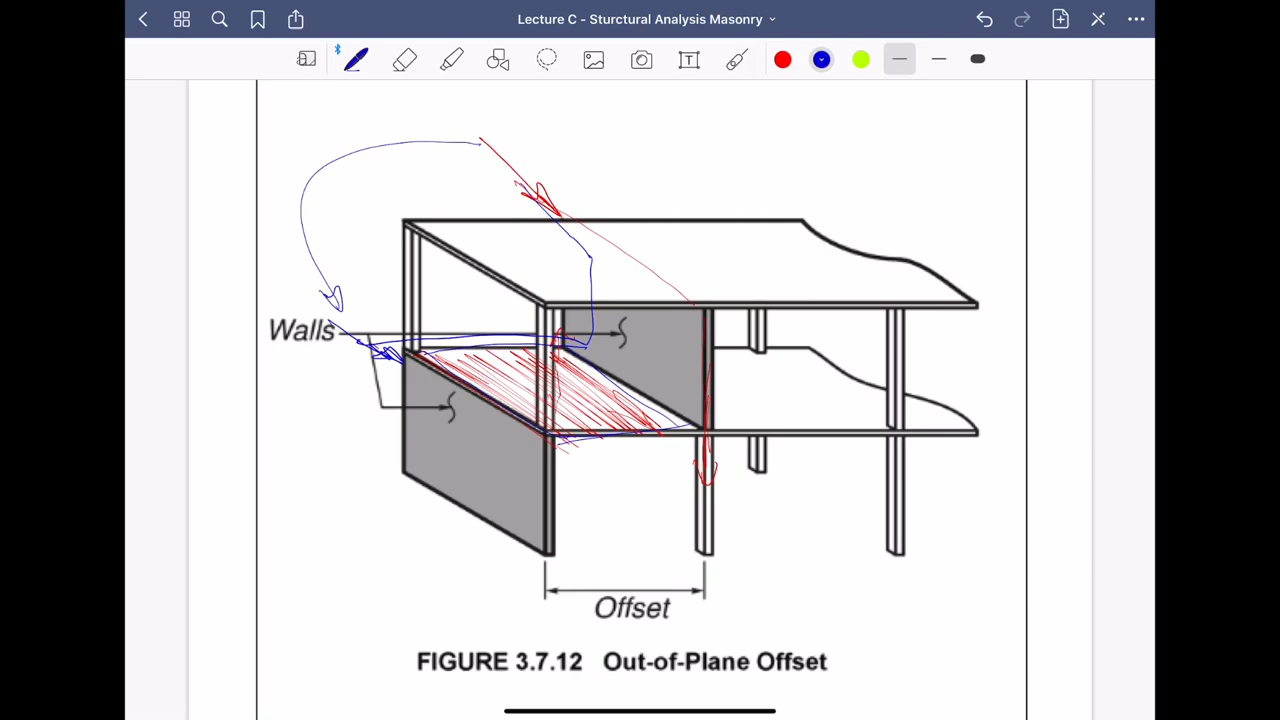 Lecture C - Sturctural Analysis Masonry
T
Walls
Offset
FIGURE 3.7.12 Out-of-Plane Offset